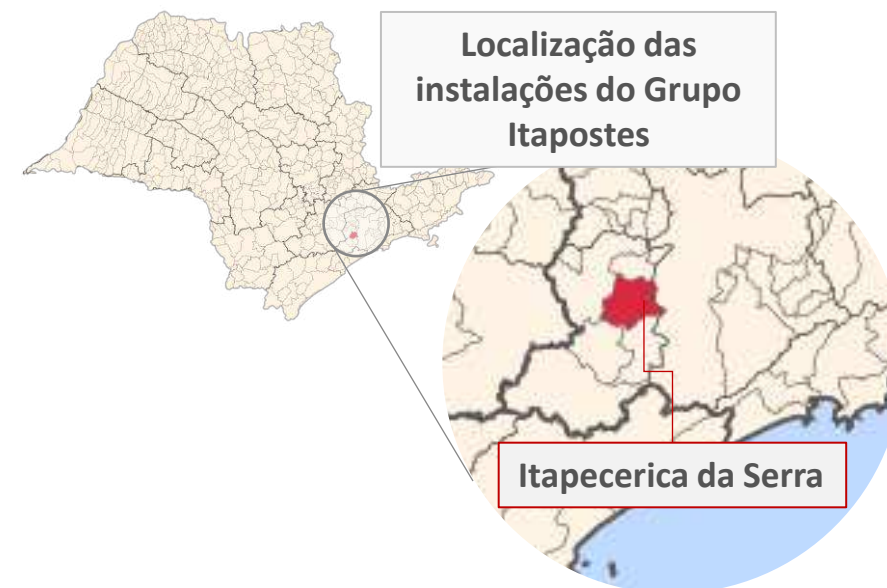 Localização das
instalações do Grupo
Itapostes
Itapecerica da Serra